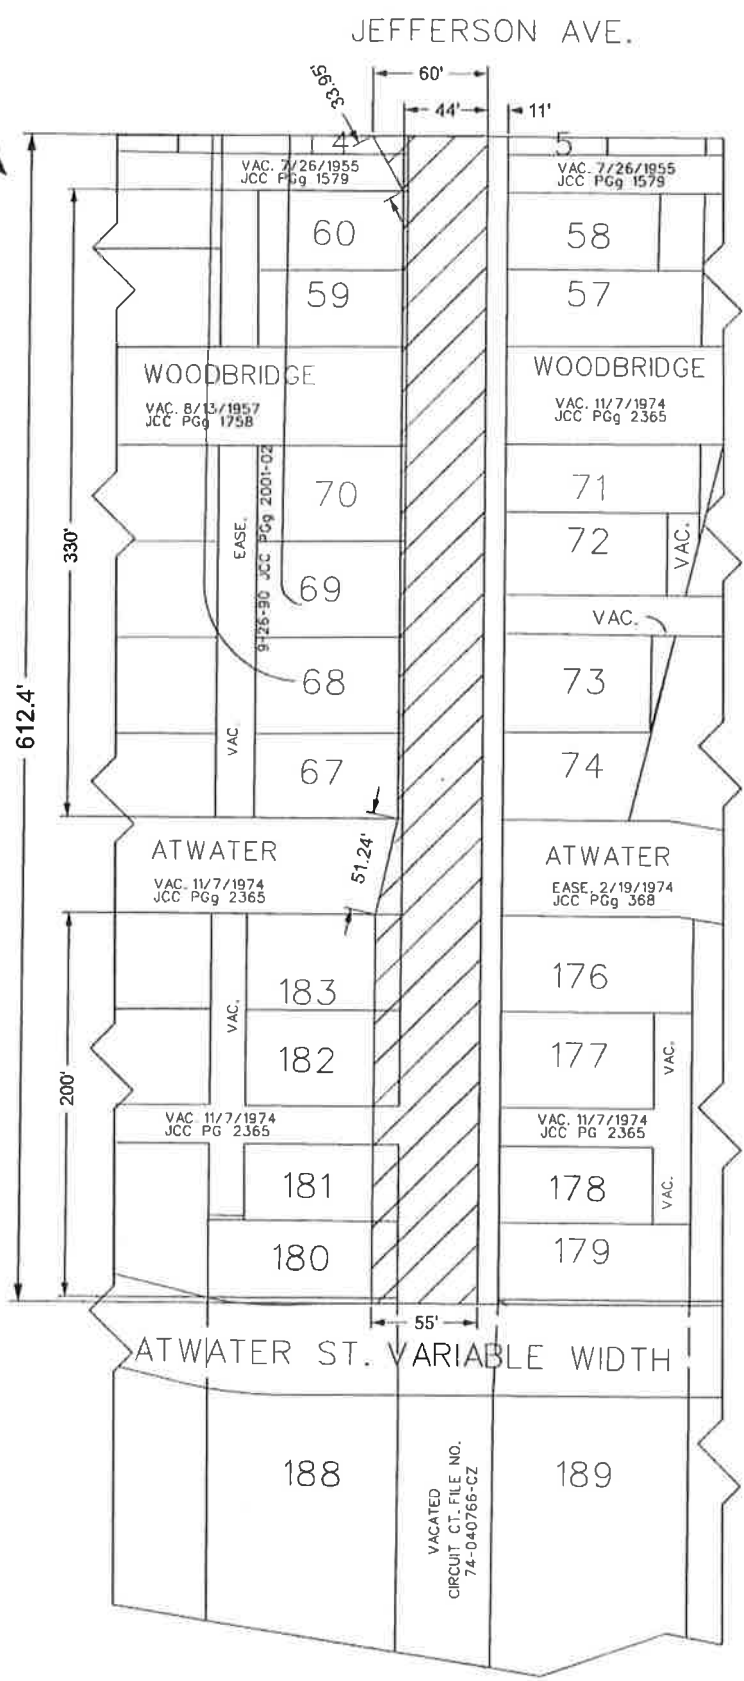 JEFFERSON AVE.
60'
33.95
44'
11'
4
5
VAC. 7/26/1955
JCC PGg 1579
VAC. 7/26/1955
JCC PGg 1579
60
58
59
57
WOODBRIDGE
VAC. 8/13/1957
JCC PGg 1758
WOODBRIDGE
VAC. 11/7/1974
JCC PGg 2365
70
71
72
VAC.
EASE.
9-26-90 JCC PGg 2001-02
330'
69
VAC.
68
73
612.4'
VAC.
67
74
51.24'
ATWATER
VAC. 11/7/1974
JCC PGg 2365
ATWATER
EASE. 2/19/1974
JCC PGg 368
183
176
VAC.
182
177
VAC.
200'
VAC. 11/7/1974
JCC PG 2365
VAC. 11/7/1974
JCC PG 2365
181
178
VAC.
180
179
55'
ATWATER ST. VARIABLE WIDTH
188
189
VACATED
CIRCUIT CT. FILE NO.
74-040766-CZ